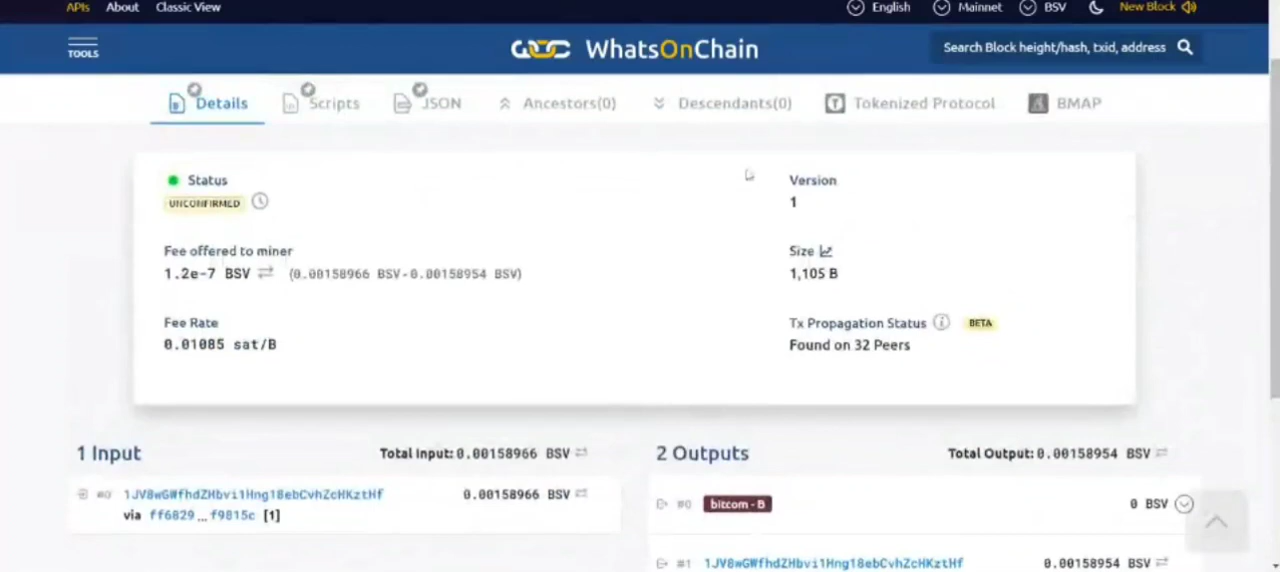 APIs About Classic View English Mainnet BSV New Block
TOOLS WhatsOnChain Search Block height/hash, txid, address
Details Scripts JSON Ancestors(0) Descendants(0) Tokenized Protocol BMAP
Status Version
UNCONFIRMED 1
Fee offered to miner Size
1.2e-7 BSV (0.00158966 BSV-0.00158954 BSV) 1,105 B
Fee Rate Tx Propagation Status BETA
0.01085 sat/B Found on 32 Peers
1 Input Total Input: 0.00158966 BSV 2 Outputs Total Output: 0.00158954 BSV
#0 1JV8wGWfhdZHbvi1Hng18ebCvhZcHKztHf 0.00158966 BSV #0 bitcom - B 0 BSV
via ff6829...f9815c [1]
#1 1JV8wGWfhdZHbvi1Hng18ebCvhZcHKztHf 0.00158954 BSV